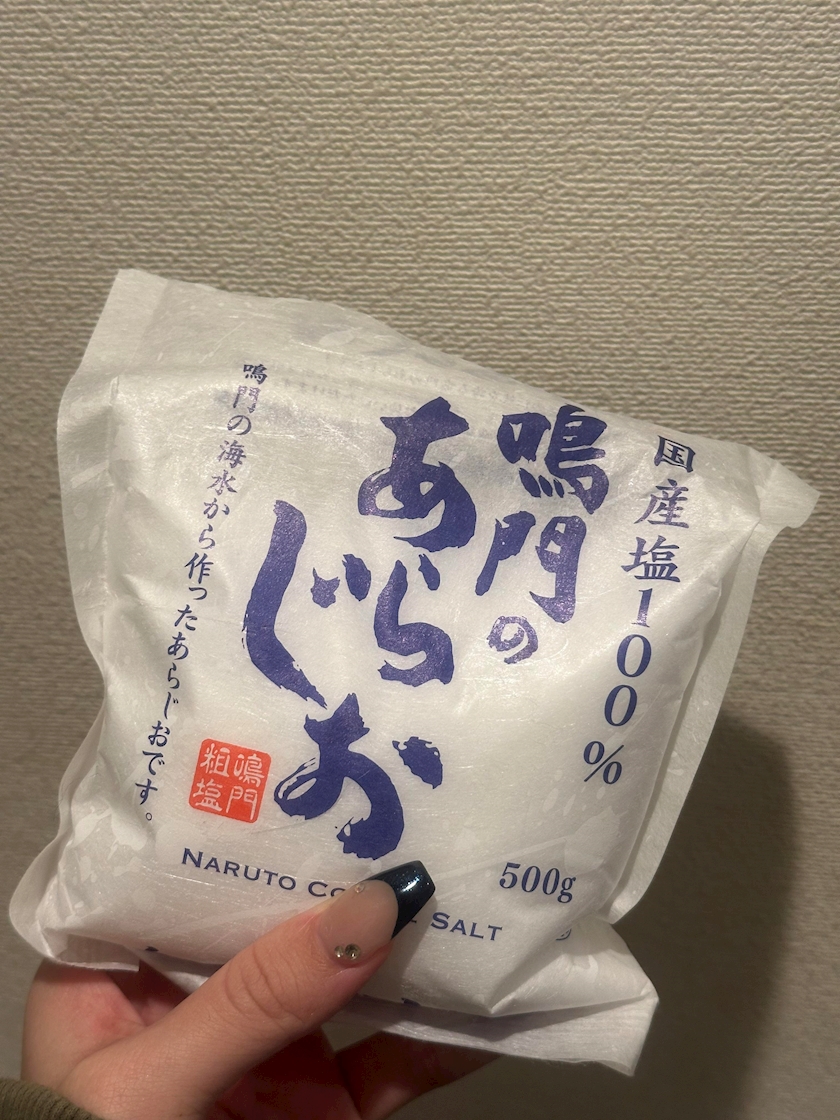 国産塩100%
鳴門の
あらじお
鳴門の海水から作ったあらじおです。
鳴門
粗塩
NARUTO CO SALT
500g